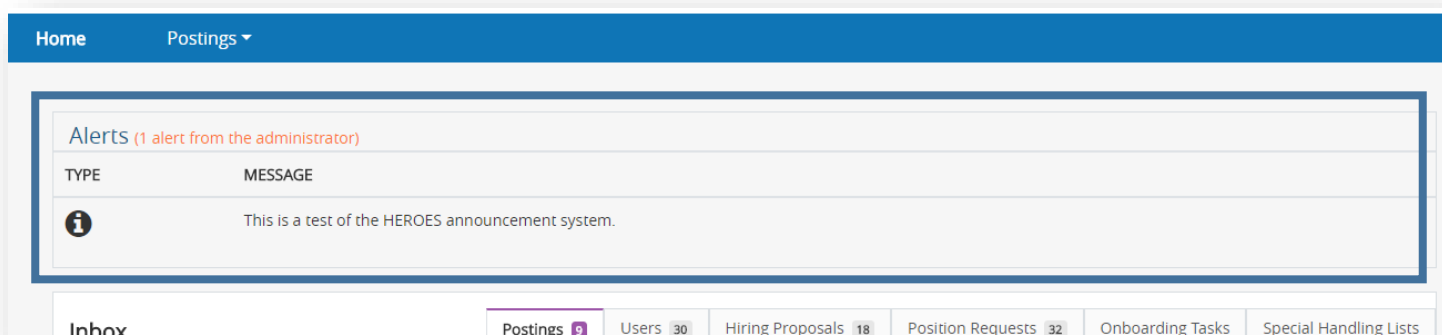 Home Postings
Alerts (1 alert from the administrator)
TYPE MESSAGE
This is a test of the HEROES announcement system.
Inbox Postings 9 Users 30 Hiring Proposals 18 Position Requests 32 Onboarding Tasks Special Handling Lists